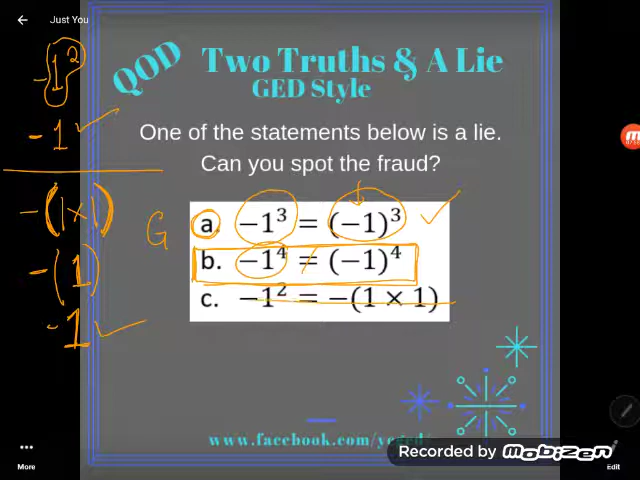 Just You
QOD
Two Truths & A Lie
GED Style
One of the statements below is a lie.
Can you spot the fraud?
a. −1³ = (−1)³
b. −1⁴ = (−1)⁴
c. −1² = −(1 × 1)
-1²
-1
-(1×1)
-(1)
-1
G
www.facebook.com/ycged/
More
Edit
Recorded by
mobizen